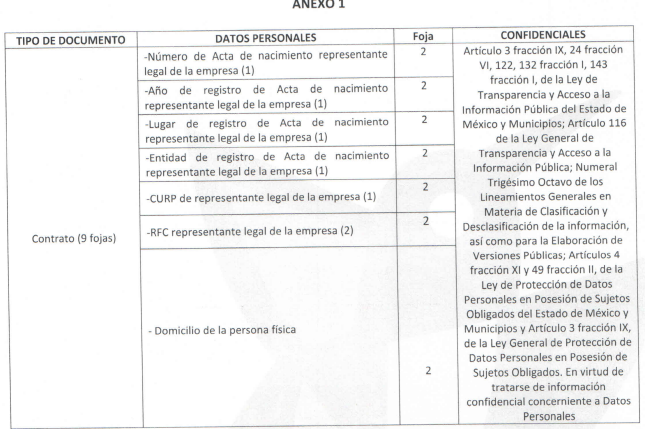 ANEXO 1
TIPO DE DOCUMENTO
DATOS PERSONALES
Foja
CONFIDENCIALES
Contrato (9 fojas)
-Número de Acta de nacimiento representante
legal de la empresa (1)
2
-Año de registro de Acta de nacimiento
representante legal de la empresa (1)
2
-Lugar de registro de Acta de nacimiento
representante legal de la empresa (1)
2
-Entidad de registro de Acta de nacimiento
representante legal de la empresa (1)
2
-CURP de representante legal de la empresa (1)
2
-RFC representante legal de la empresa (2)
2
- Domicilio de la persona física
2
Artículo 3 fracción IX, 24 fracción
VI, 122, 132 fracción I, 143
fracción I, de la Ley de
Transparencia y Acceso a la
Información Pública del Estado de
México y Municipios; Artículo 116
de la Ley General de
Transparencia y Acceso a la
Información Pública; Numeral
Trigésimo Octavo de los
Lineamientos Generales en
Materia de Clasificación y
Desclasificación de la información,
así como para la Elaboración de
Versiones Públicas; Artículos 4
fracción XI y 49 fracción II, de la
Ley de Protección de Datos
Personales en Posesión de Sujetos
Obligados del Estado de México y
Municipios y Artículo 3 fracción IX,
de la Ley General de Protección de
Datos Personales en Posesión de
Sujetos Obligados. En virtud de
tratarse de información
confidencial concerniente a Datos
Personales